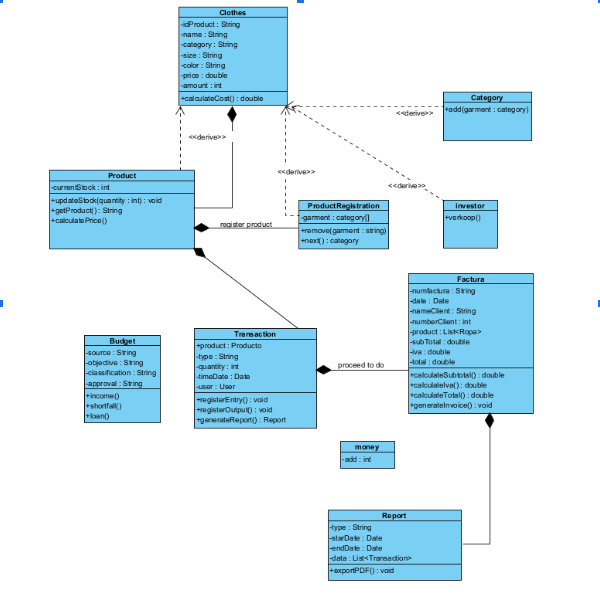 Clothes
-idProduct : String
-name : String
-category : String
-size : String
-color : String
-price : double
-amount : int
+calculateCost() : double
Category
+add(garment : category)
<<derive>>
<<derive>>
<<derive>>
<<derive>>
Product
-currentStock : int
+updateStock(quantity : int) : void
+getProduct() : String
+calculatePrice()
register product
ProductRegistration
-garment : category[]
+remove(garment : string)
+next() : category
investor
+verkoop()
Factura
-numfactura : String
-date : Date
-nameClient : String
-numberClient : int
-product : List<Ropa>
-subTotal : double
-iva : double
-total : double
+calculateSubtotal() : double
+calculateIva() : double
+calculateTotal() : double
+generateInvoice() : void
Transaction
+product : Producto
-type : String
-quantity : int
-timeDate : Date
-user : User
+registerEntry() : void
+registerOutput() : void
+generateReport() : Report
proceed to do
Budget
-source : String
-objective : String
-classification : String
-approval : String
+income()
+shortfall()
+loan()
money
-add : int
Report
-type : String
-starDate : Date
-endDate : Date
-data : List<Transaction>
+exportPDF() : void